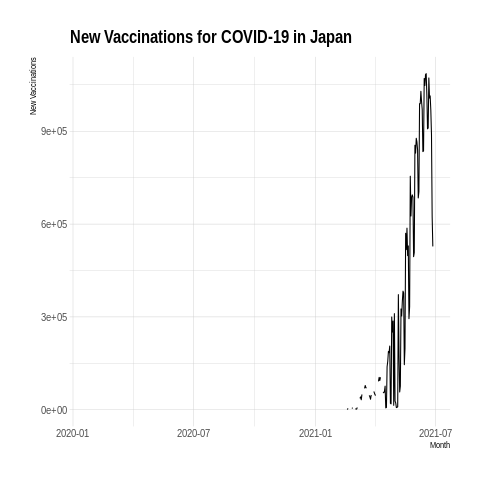 New Vaccinations for COVID-19 in Japan
New Vaccinations
9e+05
6e+05
3e+05
0e+00
2020-01 2020-07 2021-01 2021-07
Month